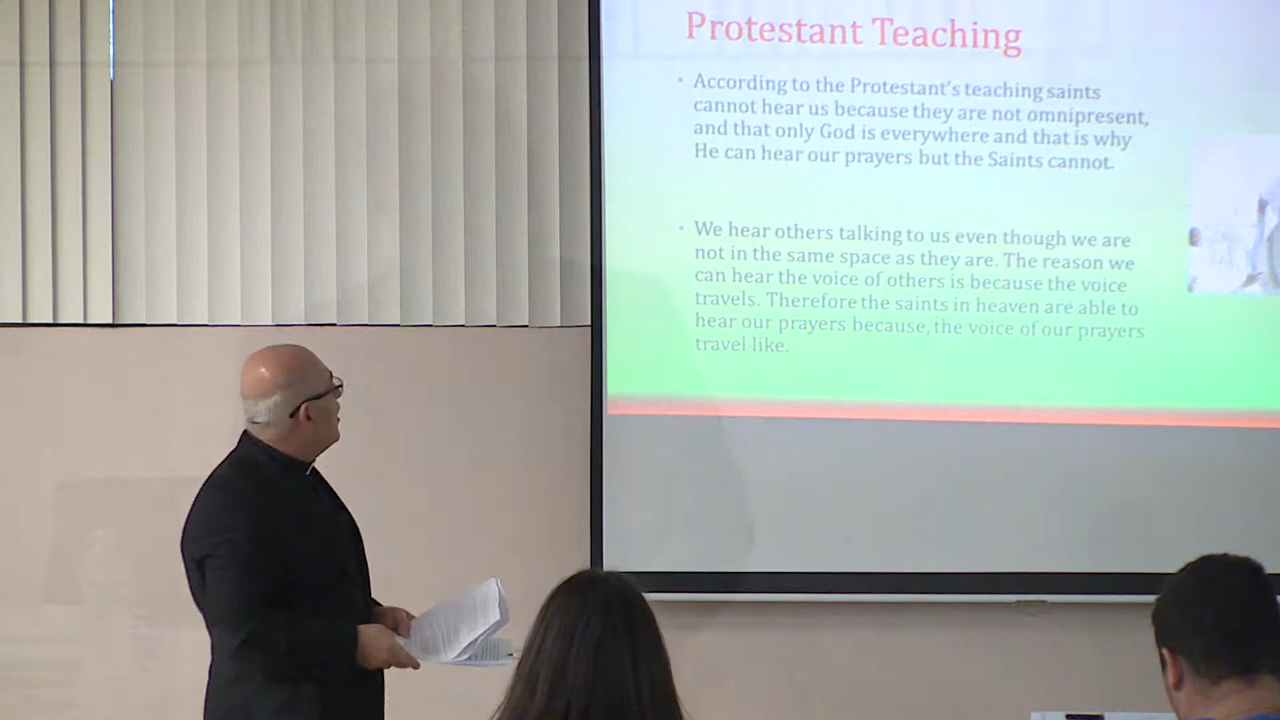 Protestant Teaching
According to the Protestant's teaching saints
cannot hear us because they are not omnipresent,
and that only God is everywhere and that is why
He can hear our prayers but the Saints cannot.
We hear others talking to us even though we are
not in the same space as they are. The reason we
can hear the voice of others is because the voice
travels. Therefore the saints in heaven are able to
hear our prayers because, the voice of our prayers
travel like.